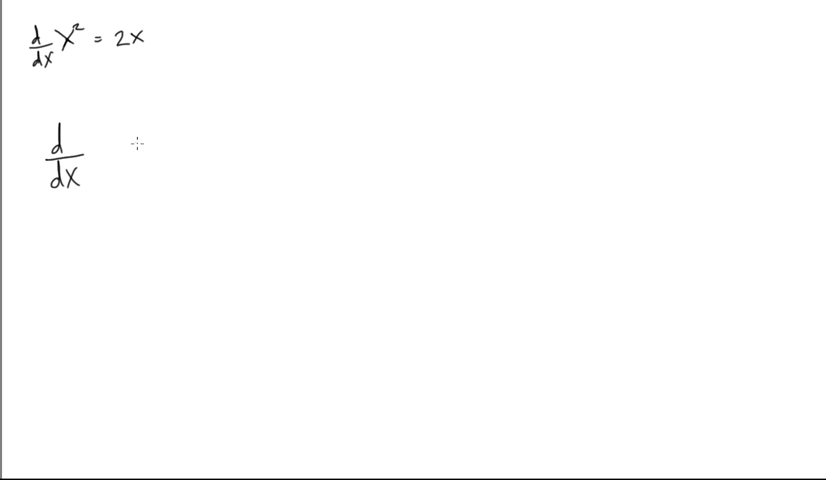 d/dx x² = 2x
d/dx